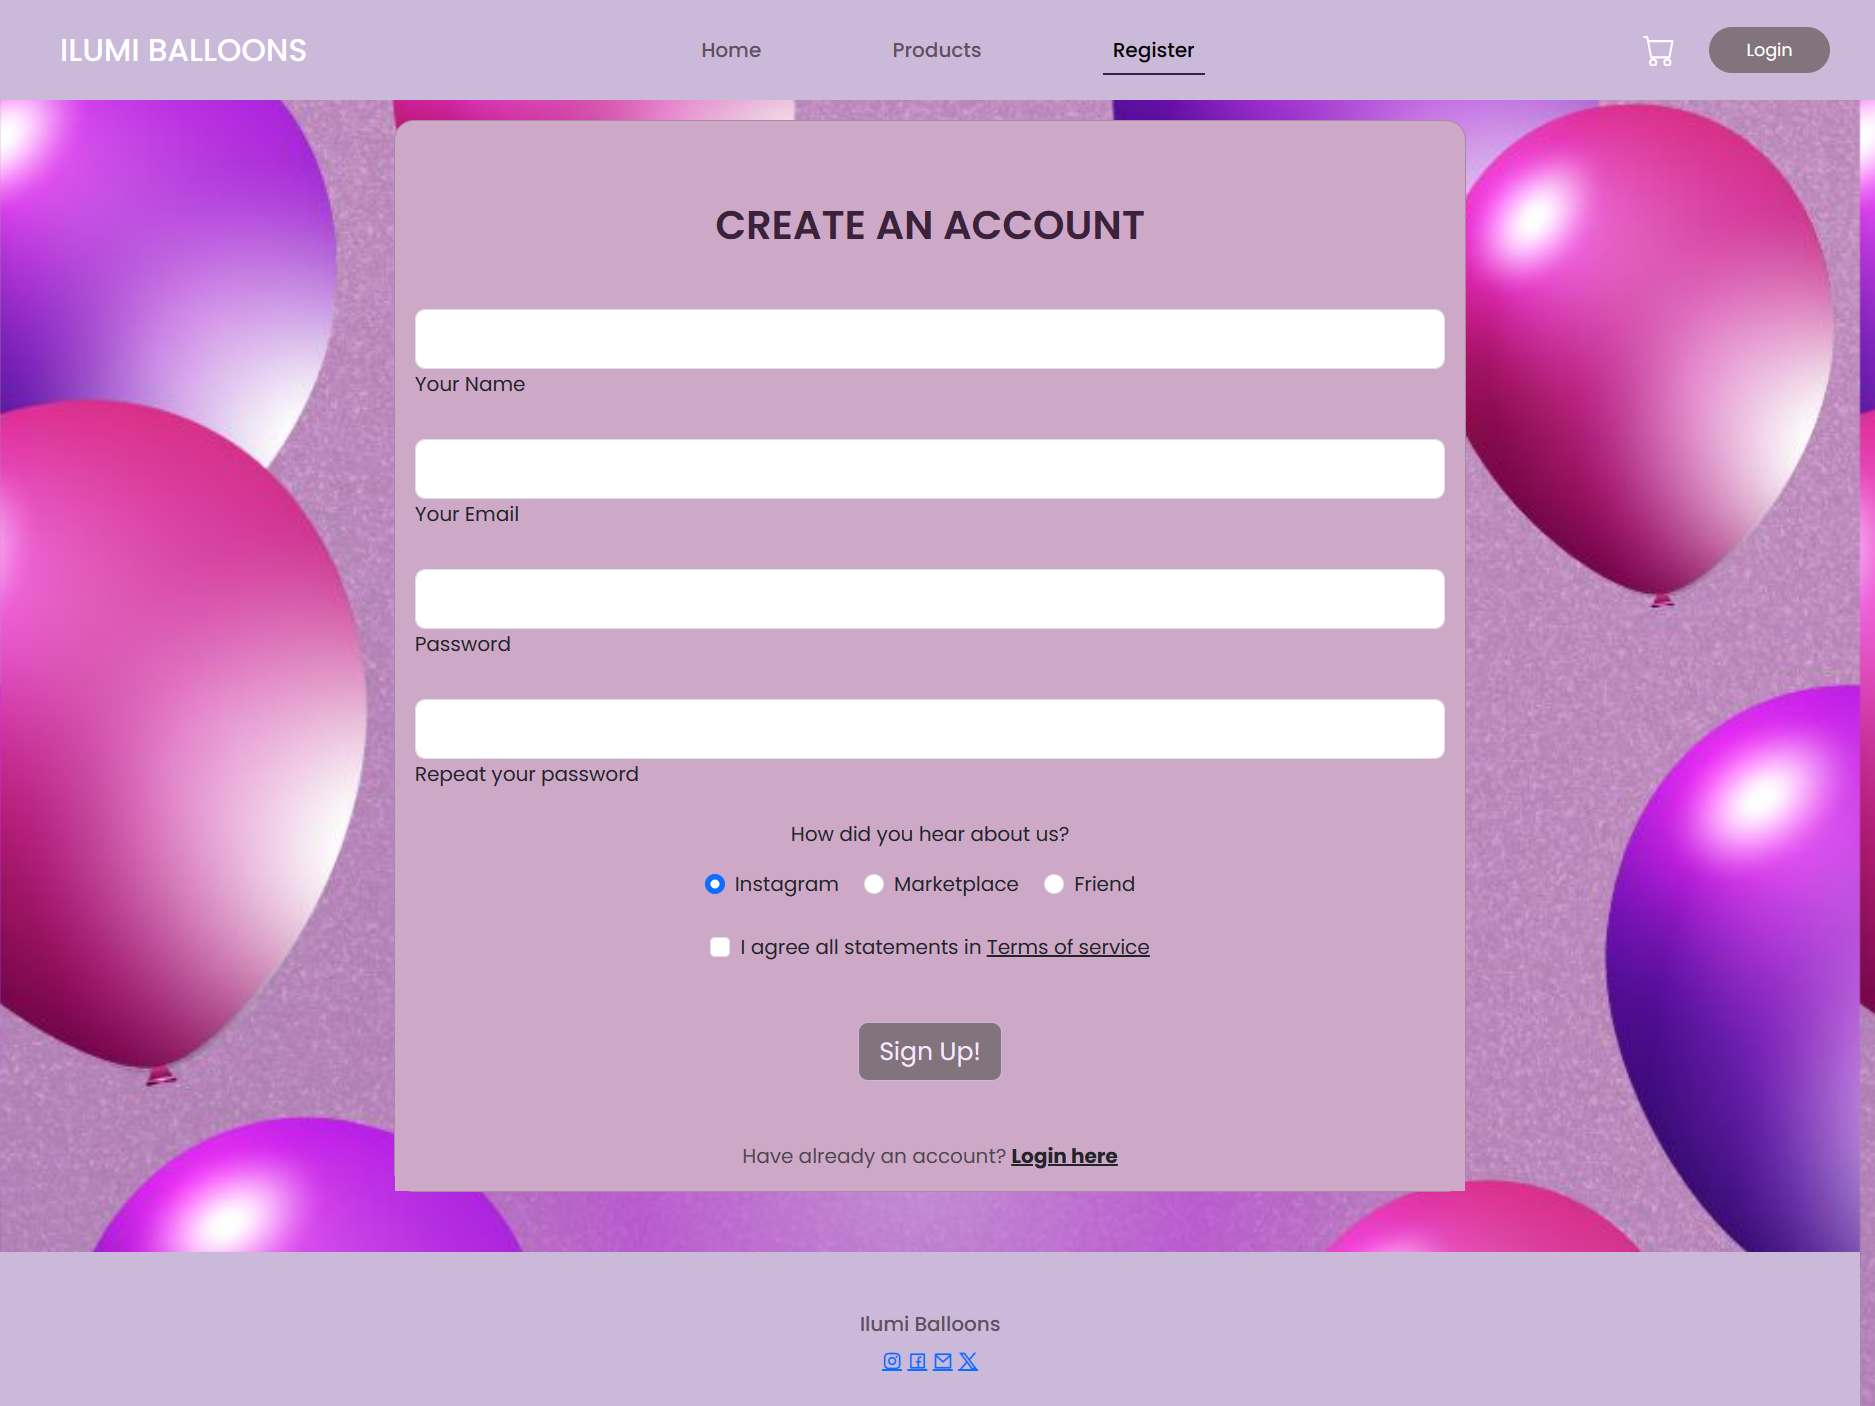 ILUMI BALLOONS
Home
Products
Register
Login
CREATE AN ACCOUNT
Your Name
Your Email
Password
Repeat your password
How did you hear about us?
Instagram Marketplace Friend
I agree all statements in Terms of service
Sign Up!
Have already an account? Login here
Ilumi Balloons